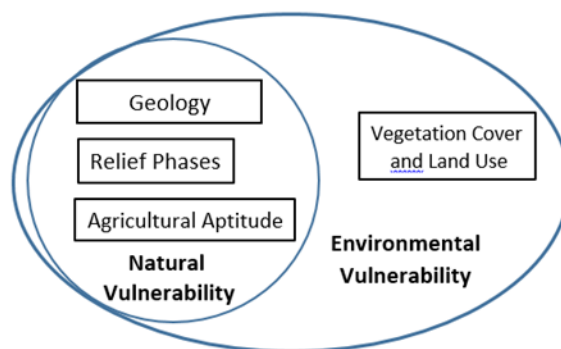 Geology
Relief Phases
Agricultural Aptitude
Natural
Vulnerability
Vegetation Cover
and Land Use
Environmental
Vulnerability